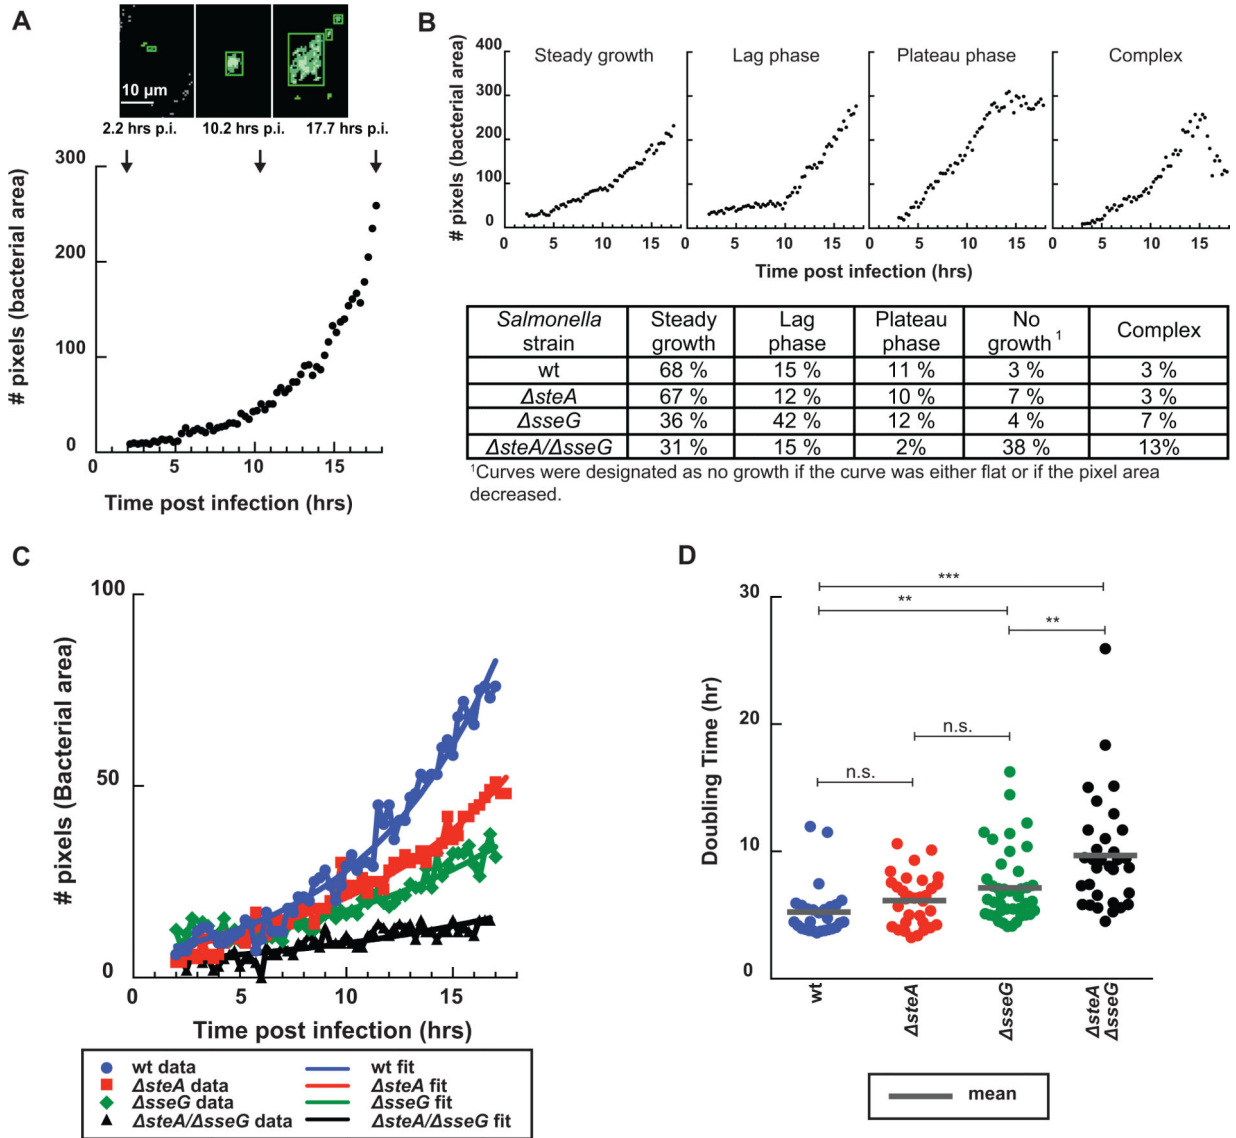 A
10 µm
2.2 hrs p.i.
10.2 hrs p.i.
17.7 hrs p.i.
# pixels (bacterial area)
300
200
100
0
0
5
10
15
Time post infection (hrs)
B
# pixels (bacterial area)
400
300
200
100
0
Steady growth
Lag phase
Plateau phase
Complex
0
5
10
15
0
5
10
15
0
5
10
15
0
5
10
15
Time post infection (hrs)
Salmonella strain
Steady growth
Lag phase
Plateau phase
No growth 1
Complex
wt 68 % 15 % 11 % 3 % 3 %
ΔsteA 67 % 12 % 10 % 7 % 3 %
ΔsseG 36 % 42 % 12 % 4 % 7 %
ΔsteA/ΔsseG 31 % 15 % 2% 38 % 13%
1Curves were designated as no growth if the curve was either flat or if the pixel area
decreased.
C
# pixels (Bacterial area)
100
50
0
0
5
10
15
Time post infection (hrs)
wt data
wt fit
ΔsteA data
ΔsteA fit
ΔsseG data
ΔsseG fit
ΔsteA/ΔsseG data
ΔsteA/ΔsseG fit
D
Doubling Time (hr)
30
20
10
0
***
**
**
n.s.
n.s.
wt
ΔsteA
ΔsseG
ΔsteA
ΔsseG
mean